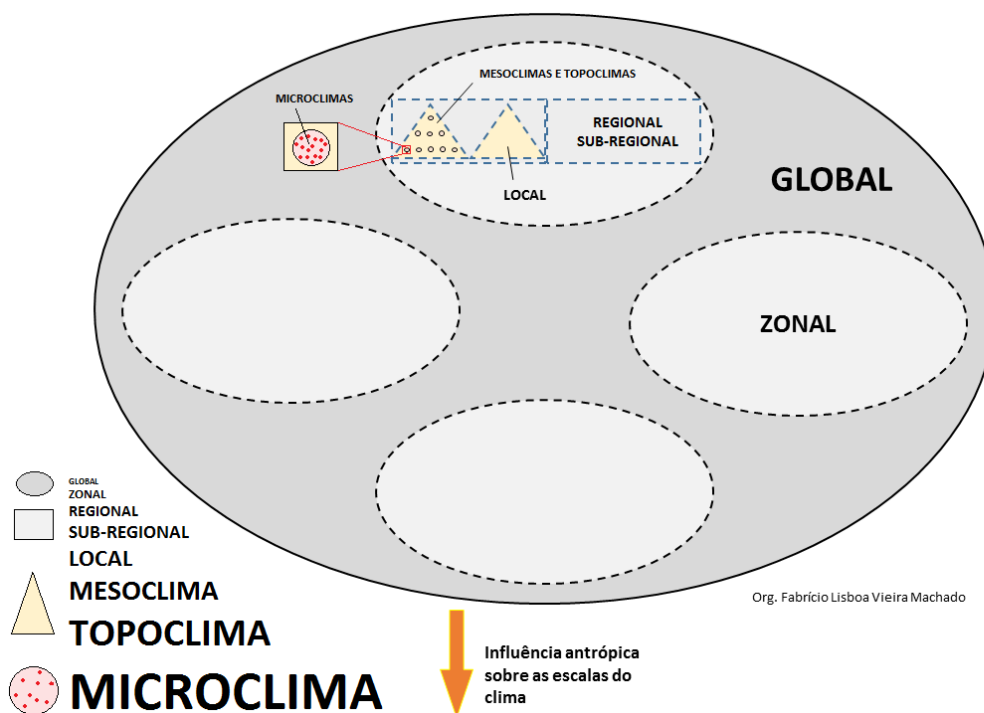 MESOCLIMAS E TOPOCLIMAS
MICROCLIMAS
REGIONAL
SUB-REGIONAL
LOCAL
GLOBAL
ZONAL
GLOBAL
ZONAL
REGIONAL
SUB-REGIONAL
LOCAL
MESOCLIMA
TOPOCLIMA
MICROCLIMA
Org. Fabrício Lisboa Vieira Machado
Influência antrópica
sobre as escalas do
clima